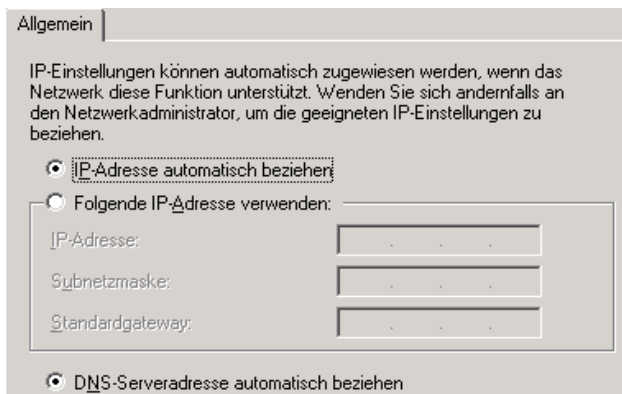 Allgemein
IP-Einstellungen können automatisch zugewiesen werden, wenn das
Netzwerk diese Funktion unterstützt. Wenden Sie sich andernfalls an
den Netzwerkadministrator, um die geeigneten IP-Einstellungen zu
beziehen.
IP-Adresse automatisch beziehen
Folgende IP-Adresse verwenden:
IP-Adresse:
Subnetzmaske:
Standardgateway:
DNS-Serveradresse automatisch beziehen